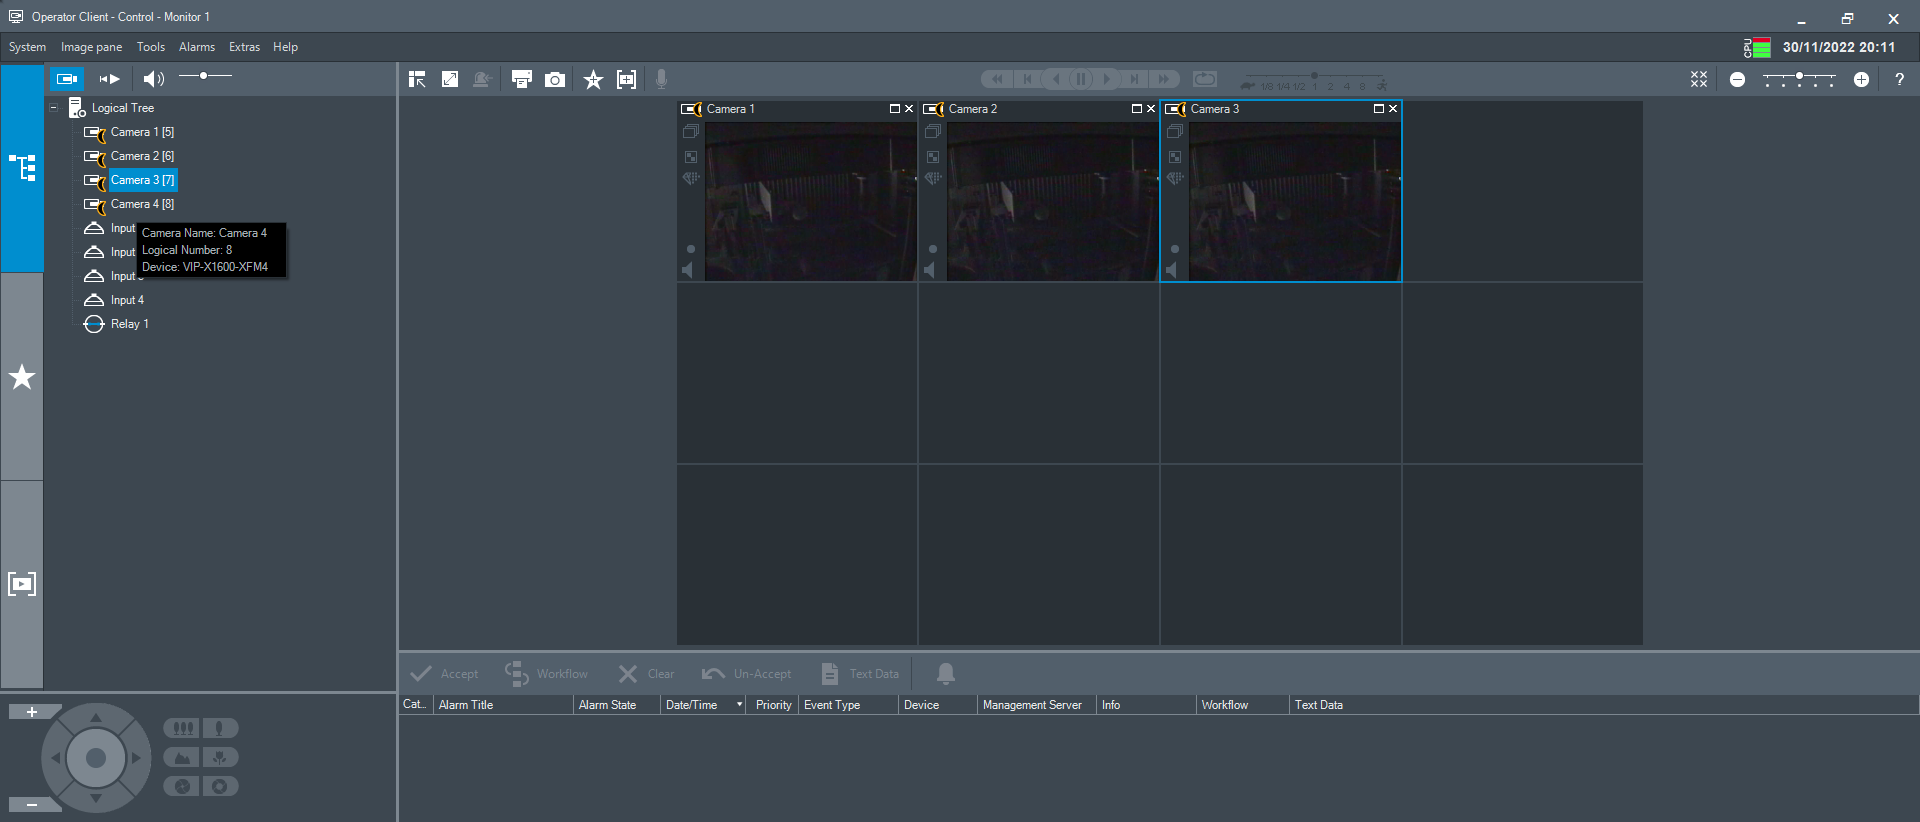 Operator Client - Control - Monitor 1
System Image pane Tools Alarms Extras Help
CPU 30/11/2022 20:11
1/8 1/4 1/2 1 2 4 8
?
Logical Tree
Camera 1 [5]
Camera 2 [6]
Camera 3 [7]
Camera 4 [8]
Input
Input
Input
Input 4
Relay 1
Camera Name: Camera 4
Logical Number: 8
Device: VIP-X1600-XFM4
Camera 1
Camera 2
Camera 3
Accept Workflow Clear Un-Accept Text Data
Cat... Alarm Title Alarm State Date/Time Priority Event Type Device Management Server Info Workflow Text Data